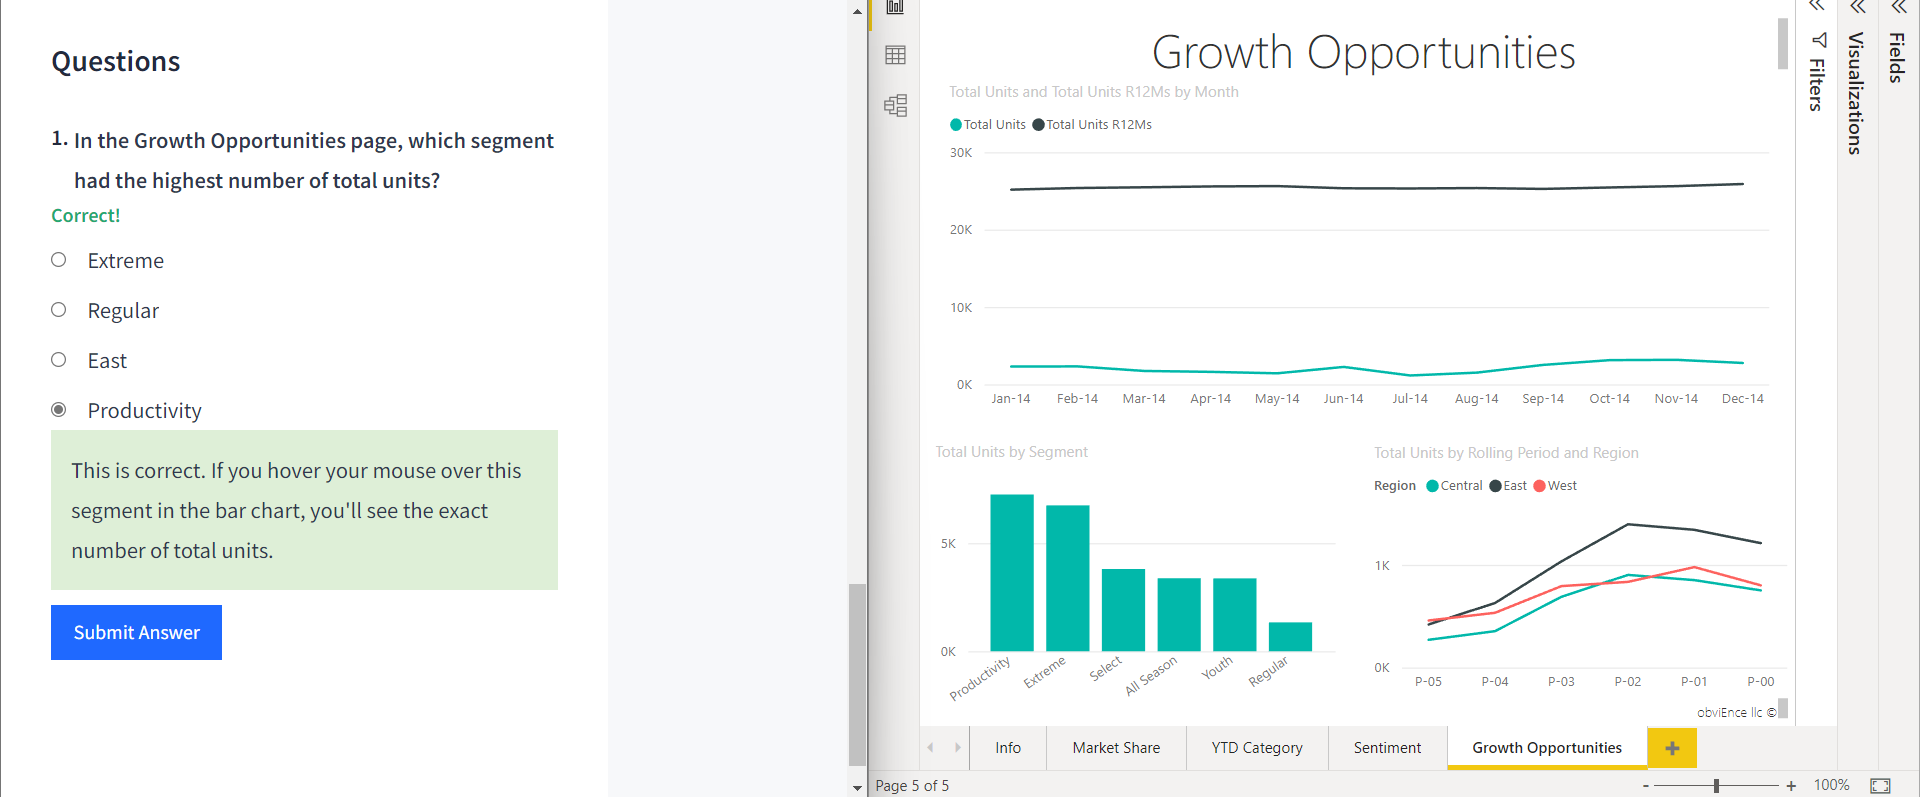 Questions
1. In the Growth Opportunities page, which segment
had the highest number of total units?
Correct!
Extreme
Regular
East
Productivity
This is correct. If you hover your mouse over this
segment in the bar chart, you'll see the exact
number of total units.
Submit Answer
Growth Opportunities
Total Units and Total Units R12Ms by Month
Total Units Total Units R12Ms
30K
20K
10K
0K
Jan-14 Feb-14 Mar-14 Apr-14 May-14 Jun-14 Jul-14 Aug-14 Sep-14 Oct-14 Nov-14 Dec-14
Total Units by Segment
5K
0K
Productivity Extreme Select All Season Youth Regular
Total Units by Rolling Period and Region
Region Central East West
1K
0K
P-05 P-04 P-03 P-02 P-01 P-00
obviEnce llc ©
Filters
Visualizations
Fields
Info Market Share YTD Category Sentiment Growth Opportunities +
Page 5 of 5
- + 100%